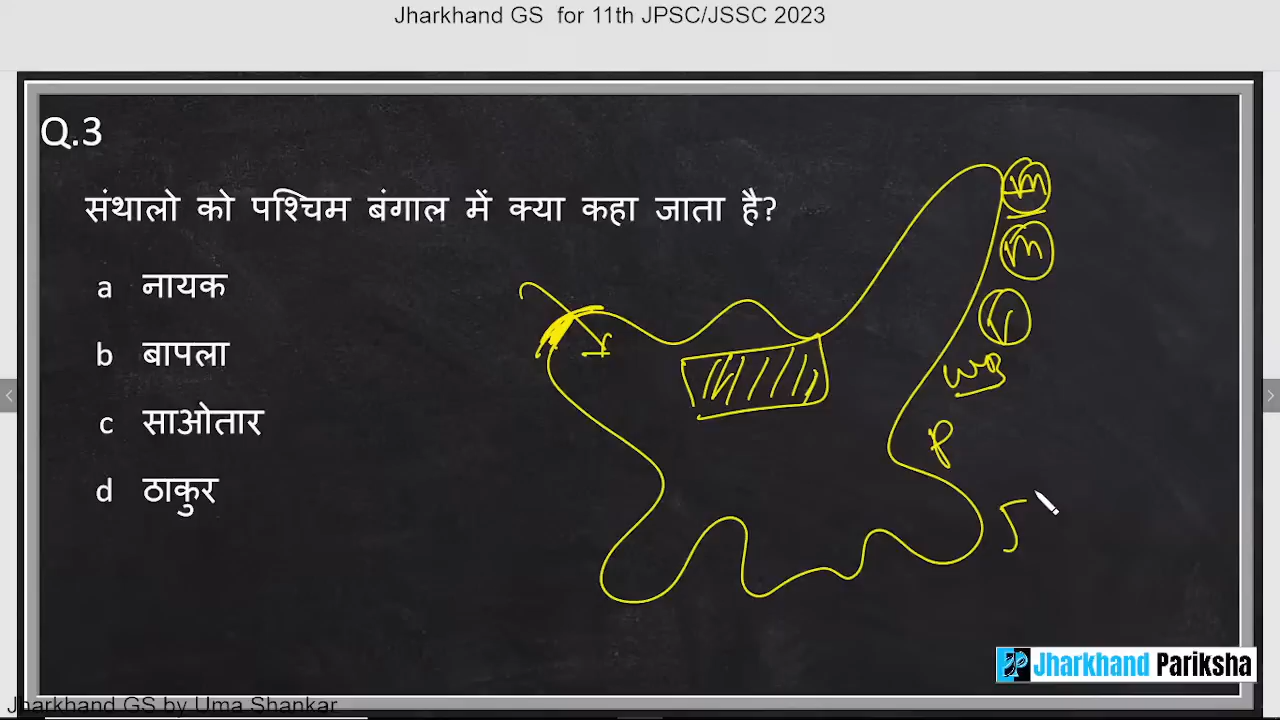 Jharkhand GS for 11th JPSC/JSSC 2023
Q.3
संथालो को पश्चिम बंगाल में क्या कहा जाता है?
a नायक
b बापला
c साओतार
d ठाकुर
WB
P
5
Jharkhand Pariksha
Jharkhand GS by Uma Shankar